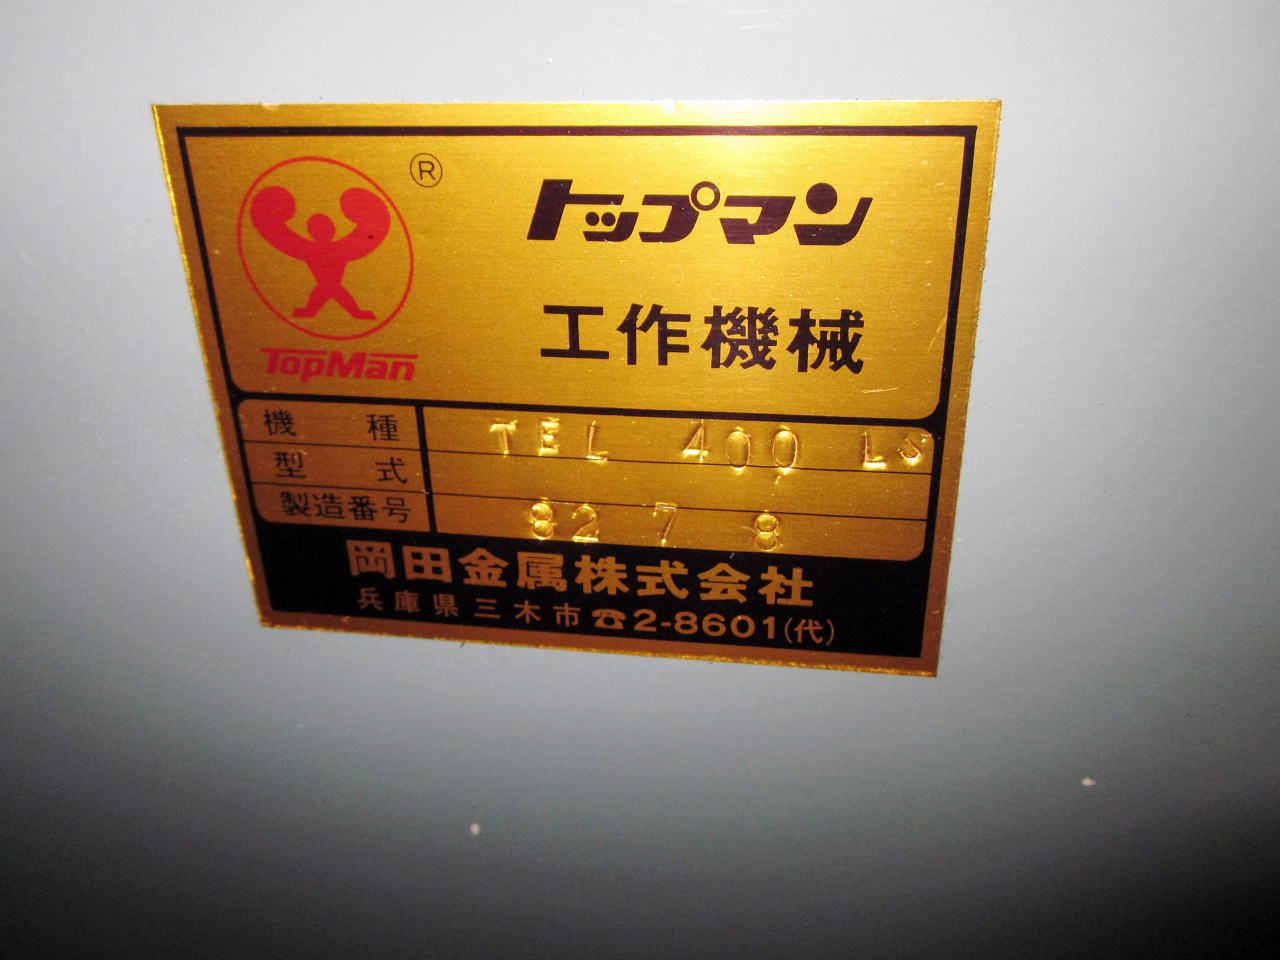 ®
トップマン
工作機械
TopMan
機種 TEL 400 LS
型式
製造番号 82 7 8
岡田金属株式会社
兵庫県三木市☎2-8601(代)